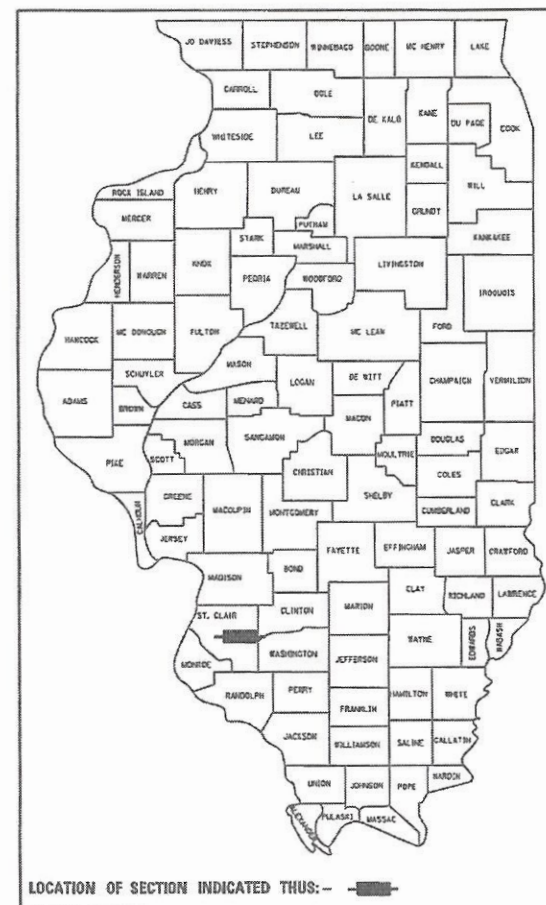 JO DAVIESS STEPHENSON WINNEBAGO BOONE MC HENRY LAKE
CARROLL OGLE DE KALB KANE DU PAGE COOK
WHITESIDE LEE
KENDALL WILL
ROCK ISLAND HENRY BUREAU LA SALLE GRUNDY
MERCER STARK PUTNAM KANKAKEE
HENDERSON WARREN KNOX PEORIA MARSHALL LIVINGSTON
WOODFORD IROQUOIS
HANCOCK MC DONOUGH FULTON TAZEWELL MC LEAN FORD
MASON
SCHUYLER LOGAN DE WITT CHAMPAIGN VERMILION
ADAMS BROWN CASS MENARD PIATT
MACON
PIKE SCOTT MORGAN SANGAMON MOULTRIE DOUGLAS EDGAR
CHRISTIAN COLES
GREENE MACOUPIN MONTGOMERY SHELBY CUMBERLAND CLARK
CALHOUN JERSEY
FAYETTE EFFINGHAM JASPER CRAWFORD
MADISON BOND
CLAY RICHLAND LAWRENCE
ST. CLAIR CLINTON MARION
WASHINGTON WAYNE EDWARDS WABASH
MONROE JEFFERSON
RANDOLPH PERRY HAMILTON WHITE
FRANKLIN
JACKSON WILLIAMSON SALINE GALLATIN
UNION JOHNSON POPE HARDIN
ALEXANDER PULASKI MASSAC
LOCATION OF SECTION INDICATED THUS:-